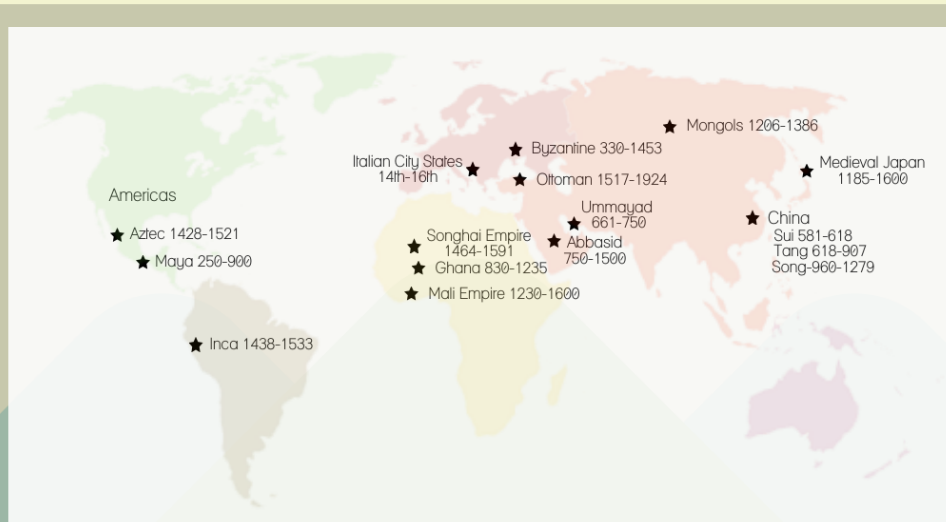 Mongols 1206-1386
Byzantine 330-1453
Italian City States
14th-16th
Medieval Japan
1185-1600
Ottoman 1517-1924
Americas
Ummayad
661-750
China
Sui 581-618
Tang 618-907
Song-960-1279
Aztec 1428-1521
Songhai Empire
1464-1591
Abbasid
750-1500
Maya 250-900
Ghana 830-1235
Mali Empire 1230-1600
Inca 1438-1533